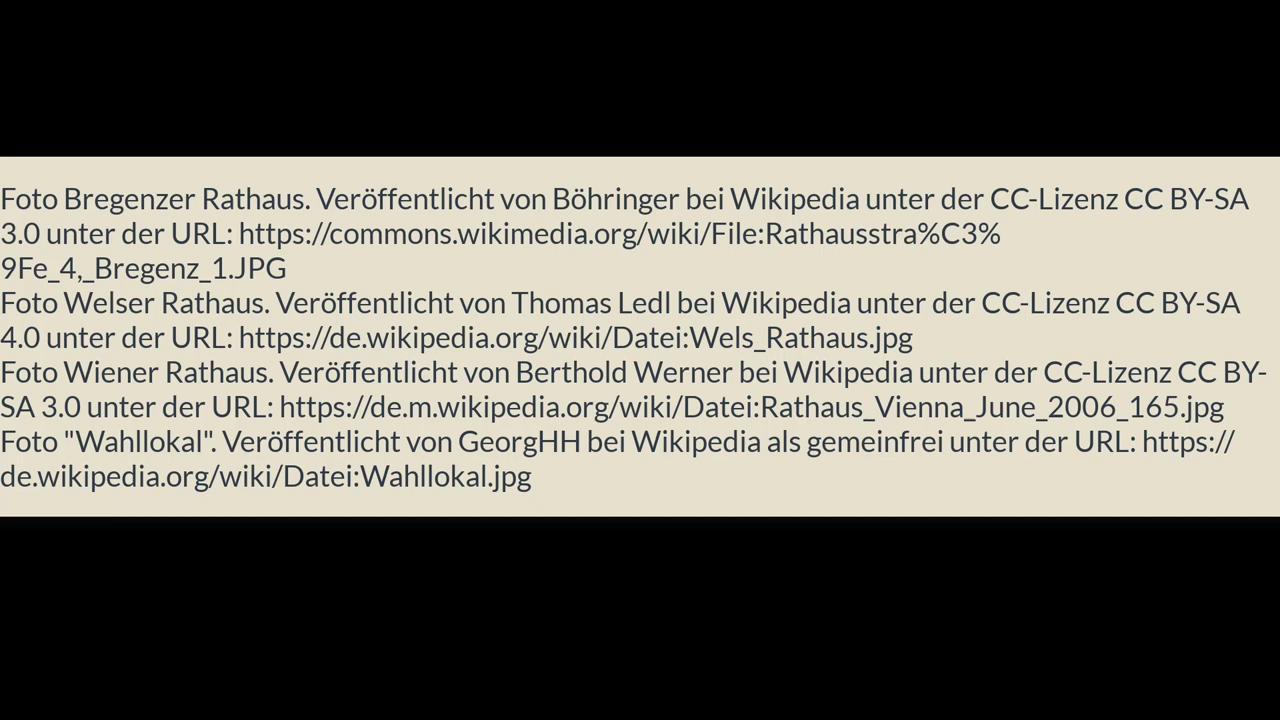 Foto Bregenzer Rathaus. Veröffentlicht von Böhringer bei Wikipedia unter der CC-Lizenz CC BY-SA
3.0 unter der URL: https://commons.wikimedia.org/wiki/File:Rathausstra%C3%
9Fe_4,_Bregenz_1.JPG
Foto Welser Rathaus. Veröffentlicht von Thomas Ledl bei Wikipedia unter der CC-Lizenz CC BY-SA
4.0 unter der URL: https://de.wikipedia.org/wiki/Datei:Wels_Rathaus.jpg
Foto Wiener Rathaus. Veröffentlicht von Berthold Werner bei Wikipedia unter der CC-Lizenz CC BY-
SA 3.0 unter der URL: https://de.m.wikipedia.org/wiki/Datei:Rathaus_Vienna_June_2006_165.jpg
Foto "Wahllokal". Veröffentlicht von GeorgHH bei Wikipedia als gemeinfrei unter der URL: https://
de.wikipedia.org/wiki/Datei:Wahllokal.jpg